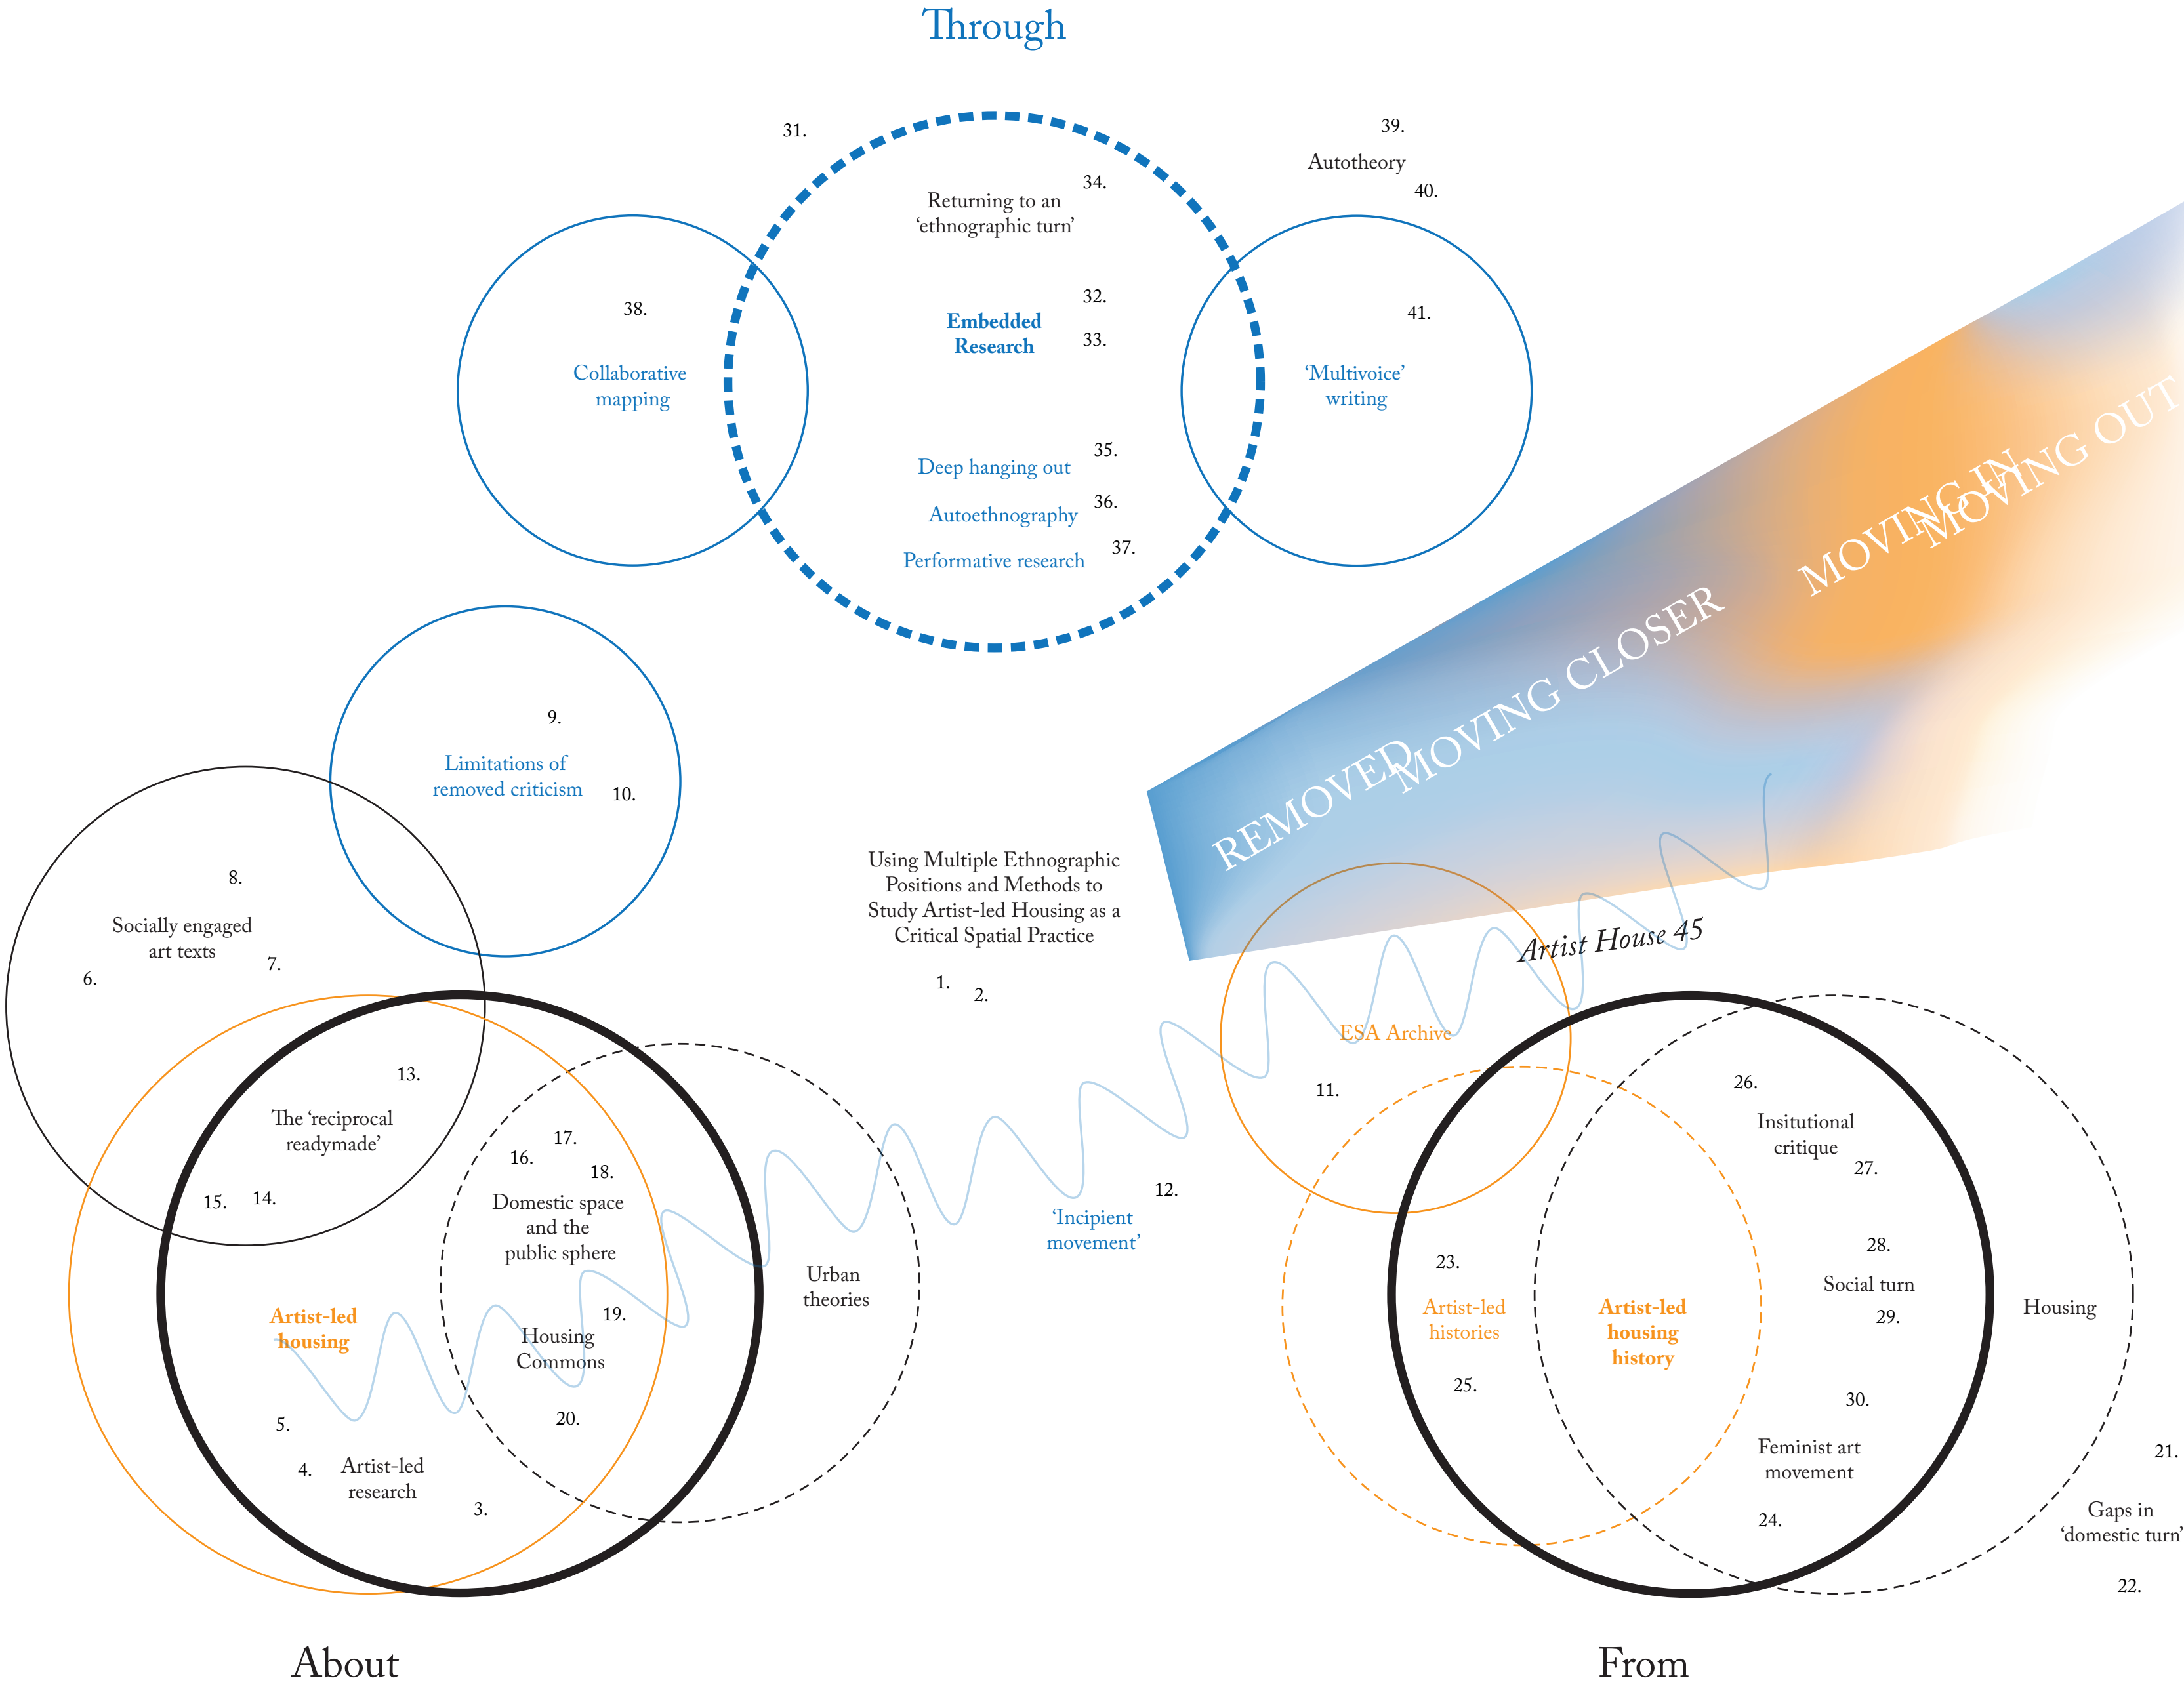 Through
31.
39.
Autotheory
40.
34.
Returning to an
‘ethnographic turn’
32.
Embedded
Research
33.
38.
Collaborative
mapping
41.
‘Multivoice’
writing
35.
Deep hanging out
36.
Autoethnography
37.
Performative research
REMOVED
MOVING CLOSER
MOVING IN
MOVING OUT
9.
Limitations of
removed criticism
10.
8.
Socially engaged
art texts
7.
6.
Using Multiple Ethnographic
Positions and Methods to
Study Artist-led Housing as a
Critical Spatial Practice
1.
2.
Artist House 45
ESA Archive
11.
13.
The ‘reciprocal
readymade’
15.
14.
17.
16.
18.
Domestic space
and the
public sphere
19.
Housing
Commons
20.
Urban
theories
12.
‘Incipient
movement’
Artist-led
housing
5.
4.
Artist-led
research
3.
26.
Insitutional
critique
27.
28.
Social turn
29.
23.
Artist-led
histories
25.
Artist-led
housing
history
Housing
30.
Feminist art
movement
24.
21.
Gaps in
‘domestic turn’
22.
About
From